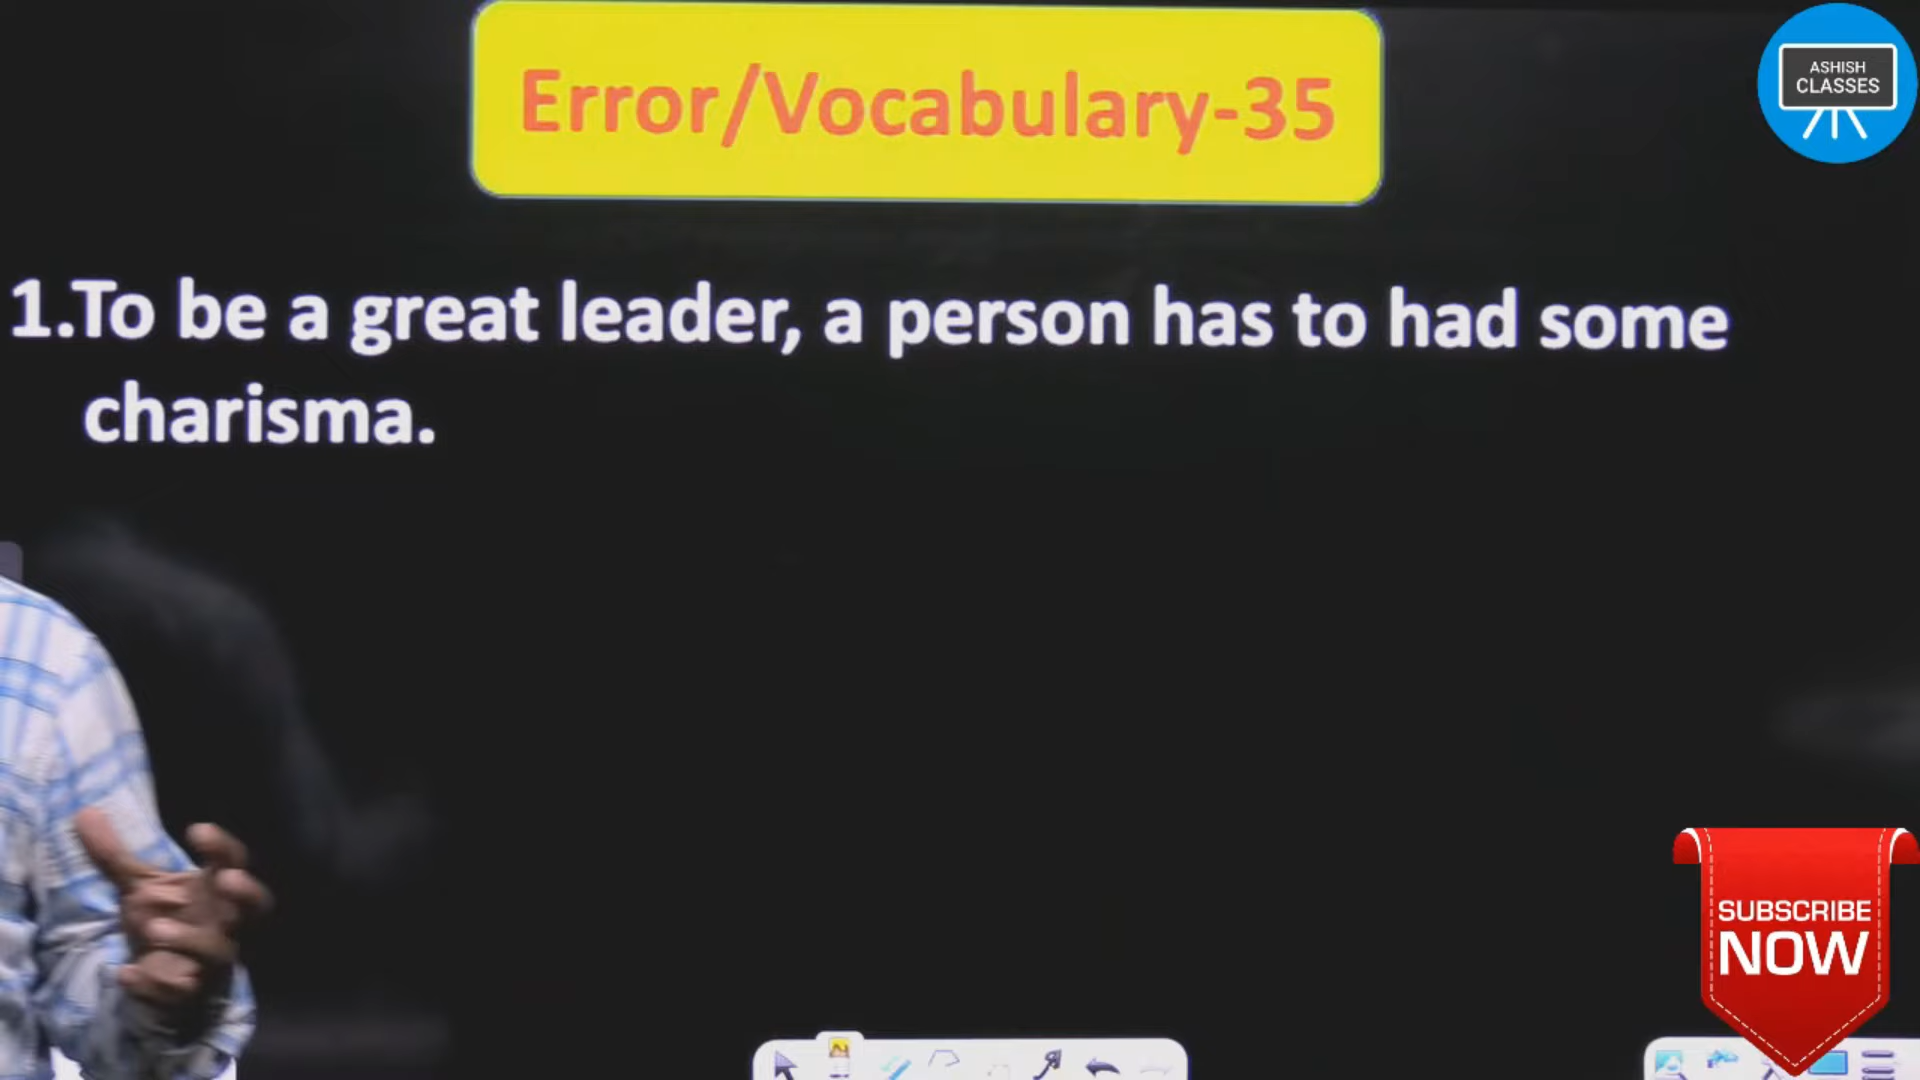 Error/Vocabulary-35
ASHISH
CLASSES
1.To be a great leader, a person has to had some
charisma.
SUBSCRIBE
NOW